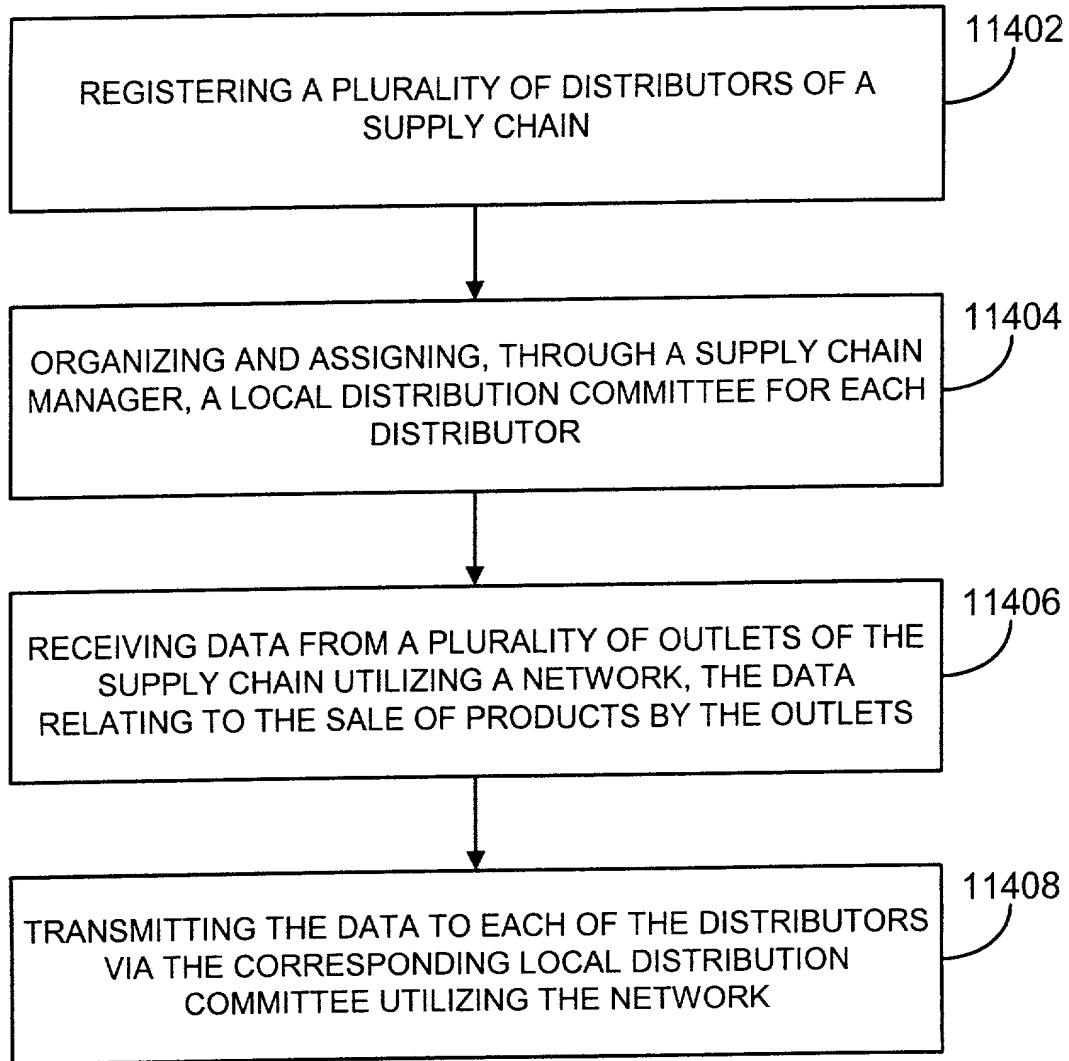 11402
REGISTERING A PLURALITY OF DISTRIBUTORS OF A
SUPPLY CHAIN
11404
ORGANIZING AND ASSIGNING, THROUGH A SUPPLY CHAIN
MANAGER, A LOCAL DISTRIBUTION COMMITTEE FOR EACH
DISTRIBUTOR
11406
RECEIVING DATA FROM A PLURALITY OF OUTLETS OF THE
SUPPLY CHAIN UTILIZING A NETWORK, THE DATA
RELATING TO THE SALE OF PRODUCTS BY THE OUTLETS
11408
TRANSMITTING THE DATA TO EACH OF THE DISTRIBUTORS
VIA THE CORRESPONDING LOCAL DISTRIBUTION
COMMITTEE UTILIZING THE NETWORK